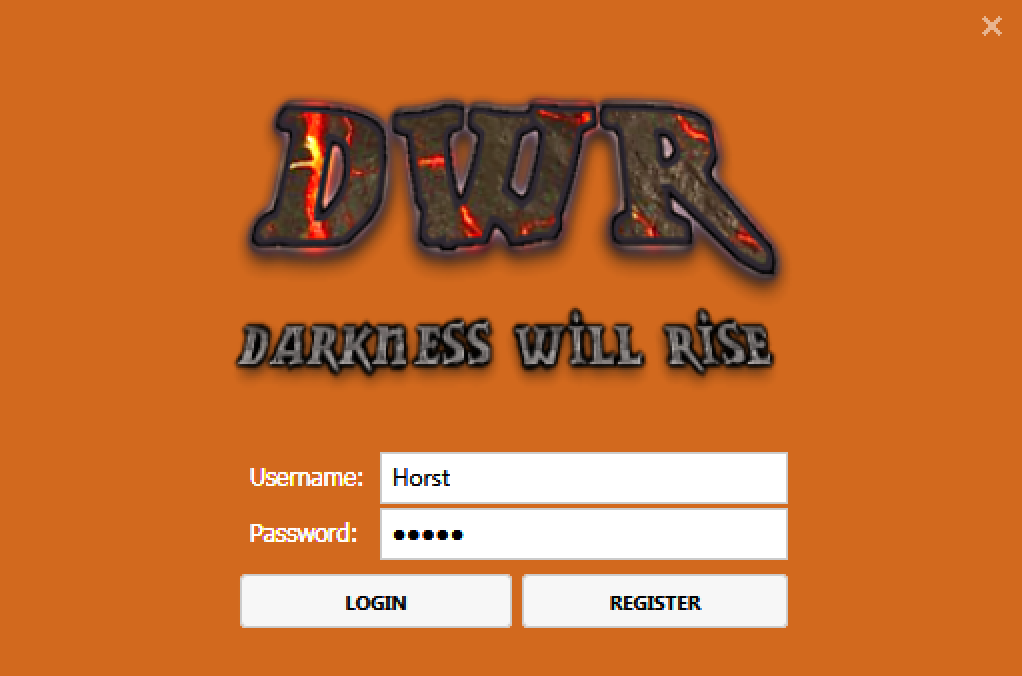 DWR
DARKNESS WILL RISE
Username: Horst
Password: •••••
LOGIN REGISTER